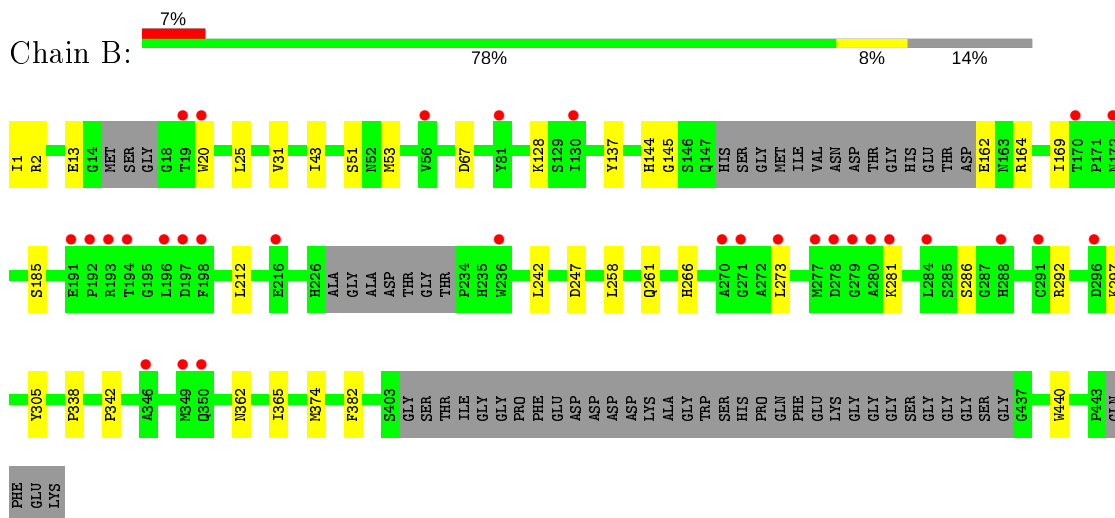 7%
Chain B:
78% 8% 14%
I1 R2 E13 G14 MET SER GLY G18 T19 W20 L25 V31 I43 S51 N52 M53 V56 D67 Y81 K128 S129 I130 Y137 H144 G145 S146 Q147 HIS SER GLY MET ILE VAL ASN ASP THR GLY HIS GLU THR ASP E162 N163 R164 I169 T170 P171 N172
S185 E191 P192 R193 T194 G195 L196 D197 F198 L212 E216 H226 ALA GLY ALA ASP THR GLY THR P234 H235 W236 L242 D247 L258 Q261 H266 A270 G271 A272 L273 M277 D278 G279 A280 K281 L284 S285 S286 G287 H288 C291 R292 D296 K297
Y305 P338 P342 A346 M349 Q350 N362 I365 M374 F382 S403 GLY SER THR ILE GLY GLY PRO PHE GLU ASP ASP ASP ASP LYS ALA GLY TRP SER HIS PRO GLN PHE GLU LYS GLY GLY GLY SER GLY GLY GLY SER GLY G437 W440 P443 GLN
PHE GLU LYS